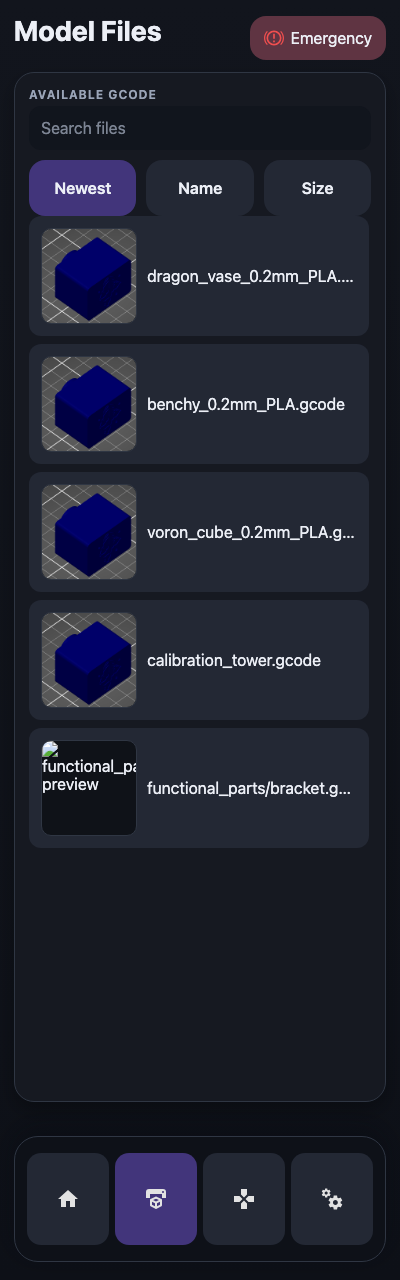 Model Files
Emergency
AVAILABLE GCODE
Search files
Newest
Name
Size
dragon_vase_0.2mm_PLA....
benchy_0.2mm_PLA.gcode
voron_cube_0.2mm_PLA.g...
calibration_tower.gcode
functional_pa
preview
functional_parts/bracket.g...